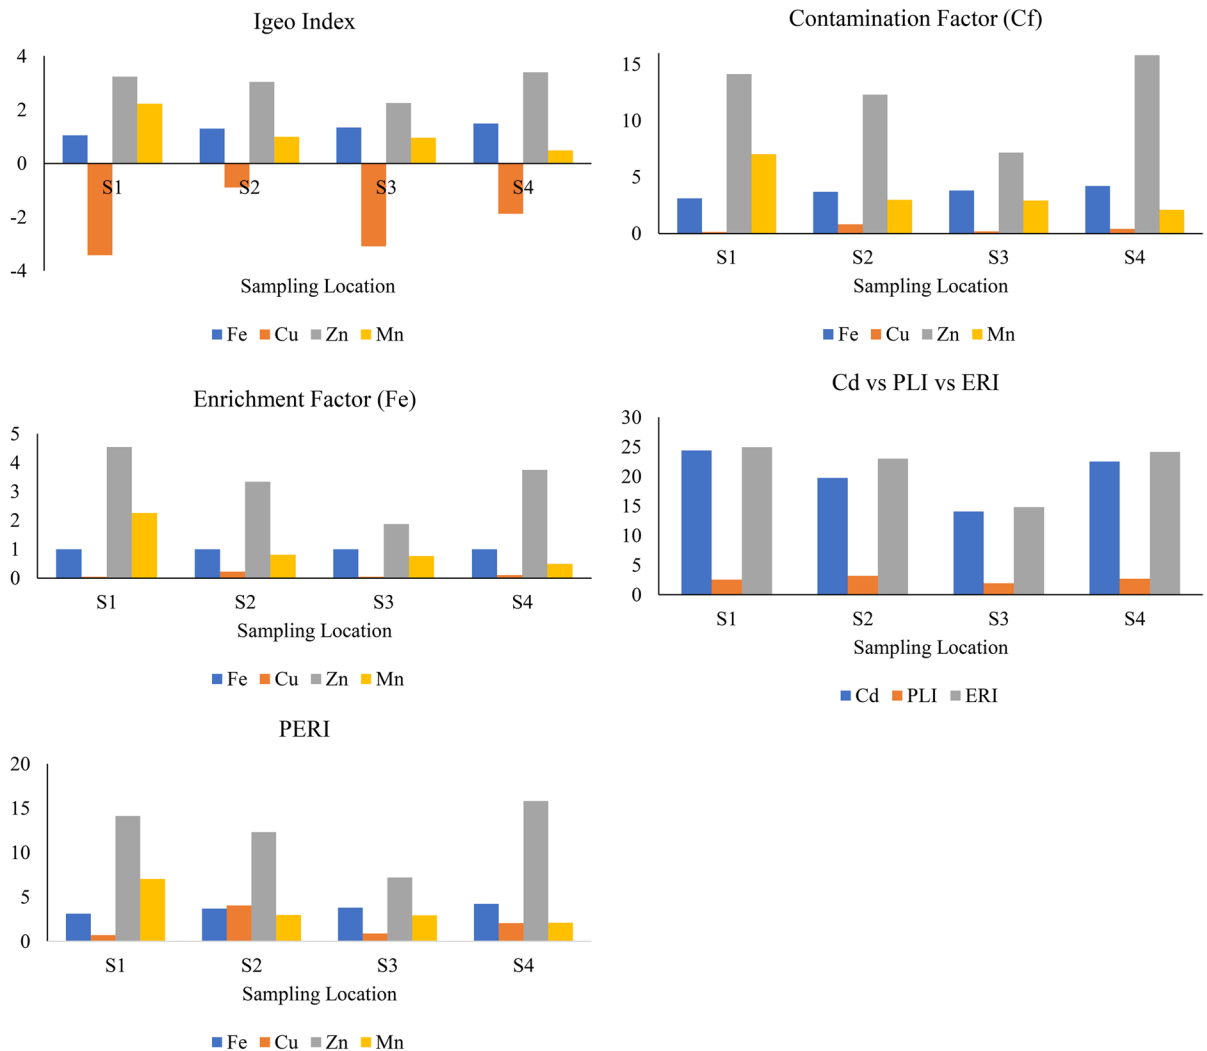 Igeo Index
4
2
0
-2
-4
S1 S2 S3 S4
Sampling Location
Fe Cu Zn Mn
Contamination Factor (Cf)
15
10
5
0
S1 S2 S3 S4
Sampling Location
Fe Cu Zn Mn
Enrichment Factor (Fe)
5
4
3
2
1
0
S1 S2 S3 S4
Sampling Location
Fe Cu Zn Mn
Cd vs PLI vs ERI
30
25
20
15
10
5
0
S1 S2 S3 S4
Sampling Location
Cd PLI ERI
PERI
20
15
10
5
0
S1 S2 S3 S4
Sampling Location
Fe Cu Zn Mn